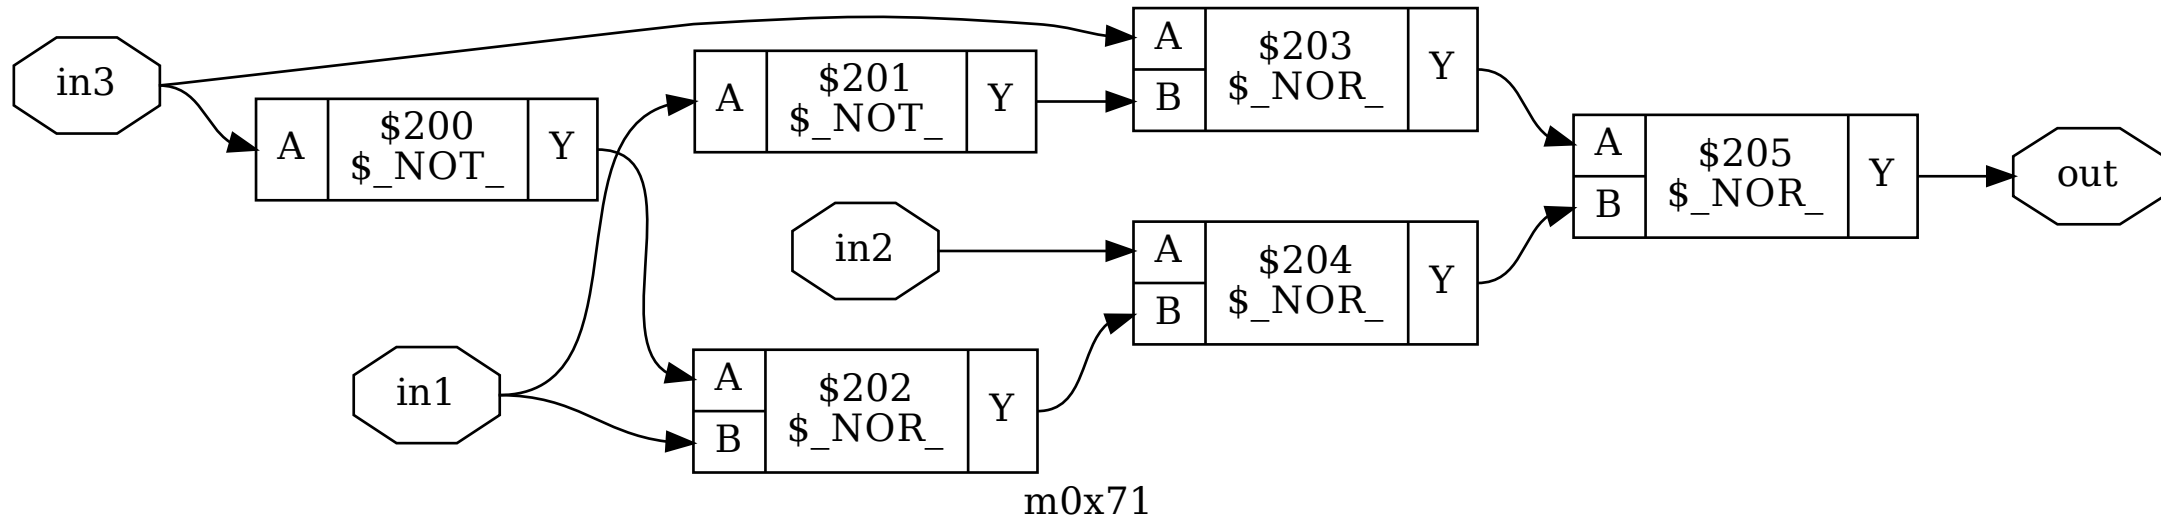 in3
A
$200
$_NOT_
Y
in1
A
$201
$_NOT_
Y
in2
A
B
$202
$_NOR_
Y
A
B
$203
$_NOR_
Y
A
B
$204
$_NOR_
Y
A
B
$205
$_NOR_
Y
out
m0x71